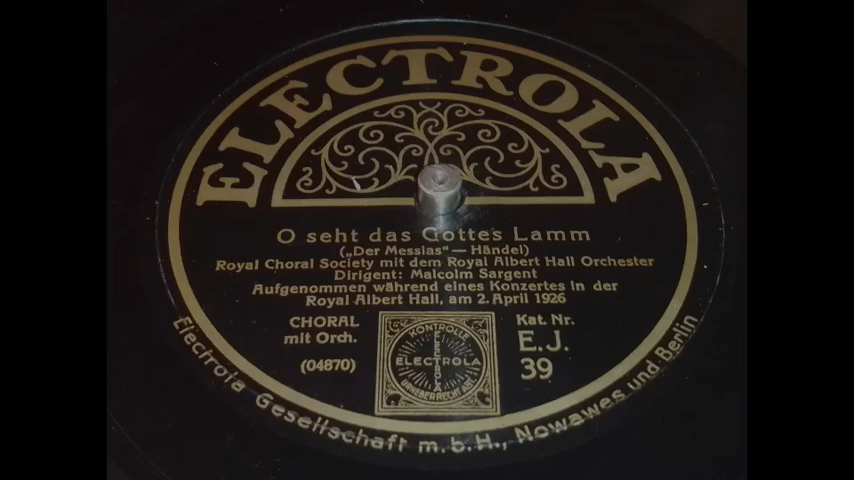 ELECTROLA
O seht das Gottes Lamm
(„Der Messias“ — Händel)
Royal Choral Society mit dem Royal Albert Hall Orchester
Dirigent: Malcolm Sargent
Aufgenommen während eines Konzertes in der
Royal Albert Hall, am 2. April 1926
CHORAL
mit Orch.
(04870)
KONTROLLE
ELECTROLA
ELECTROLA
URHEBERRECHT ABT.
Kat. Nr.
E.J.
39
Electrola Gesellschaft m.b.H., Nowawes und Berlin